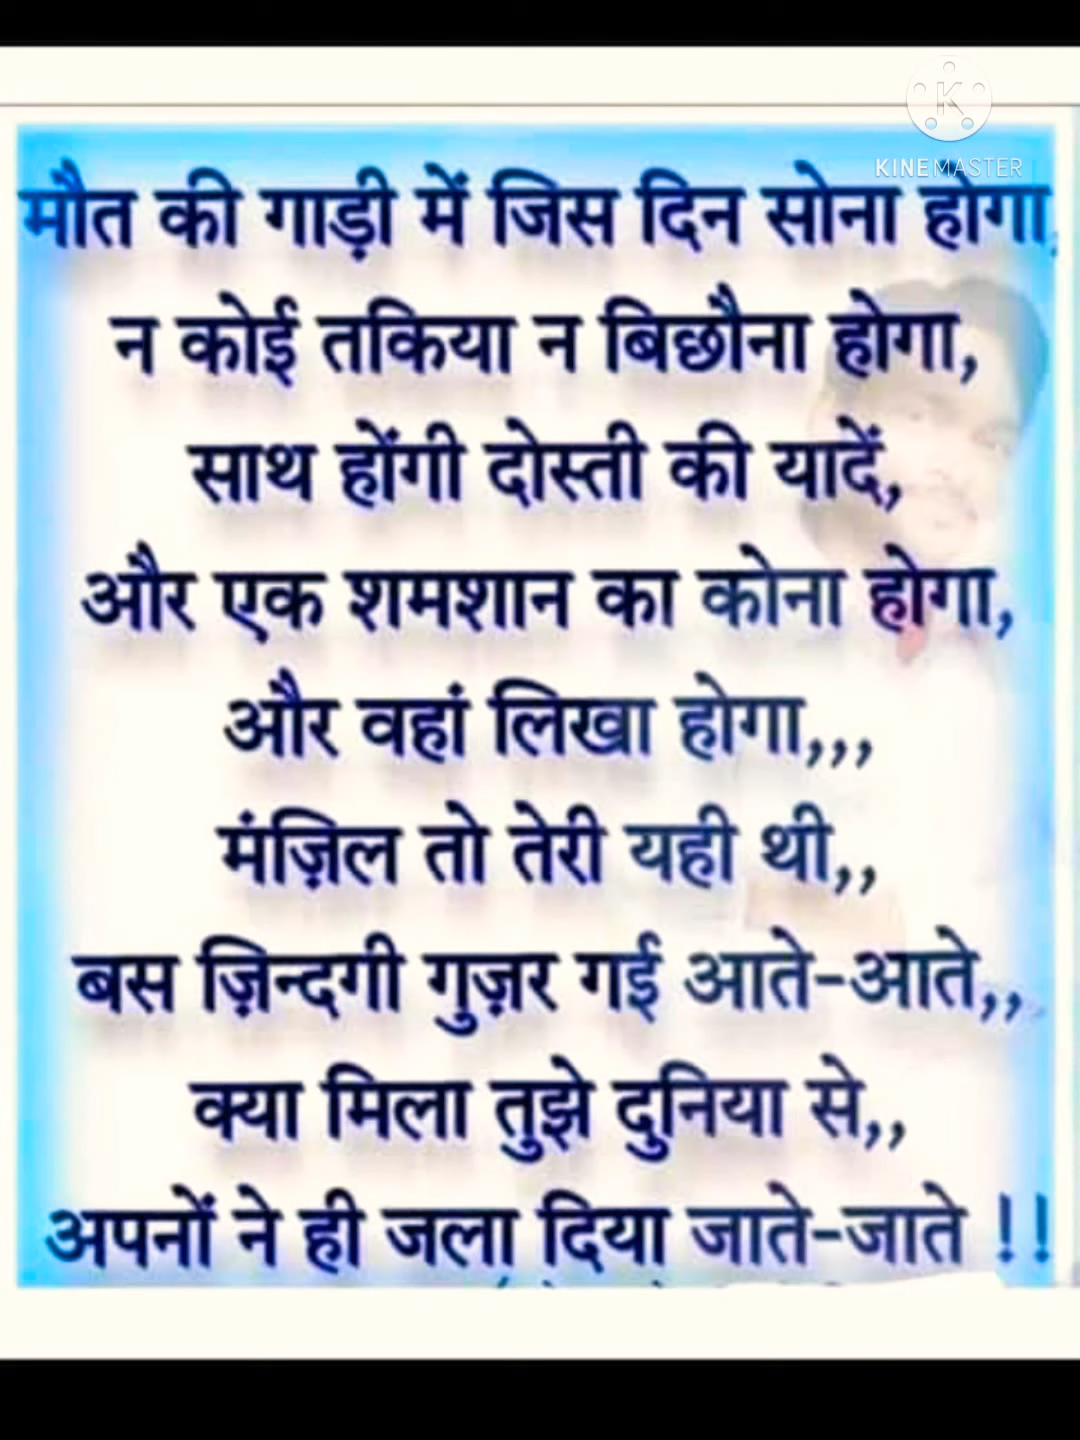 KINEMASTER
मौत की गाड़ी में जिस दिन सोना होगा,
न कोई तकिया न बिछौना होगा,
साथ होंगी दोस्ती की यादें,
और एक शमशान का कोना होगा,
और वहां लिखा होगा,,,
मंज़िल तो तेरी यही थी,,
बस ज़िन्दगी गुज़र गई आते-आते,,
क्या मिला तुझे दुनिया से,,
अपनों ने ही जला दिया जाते-जाते !!